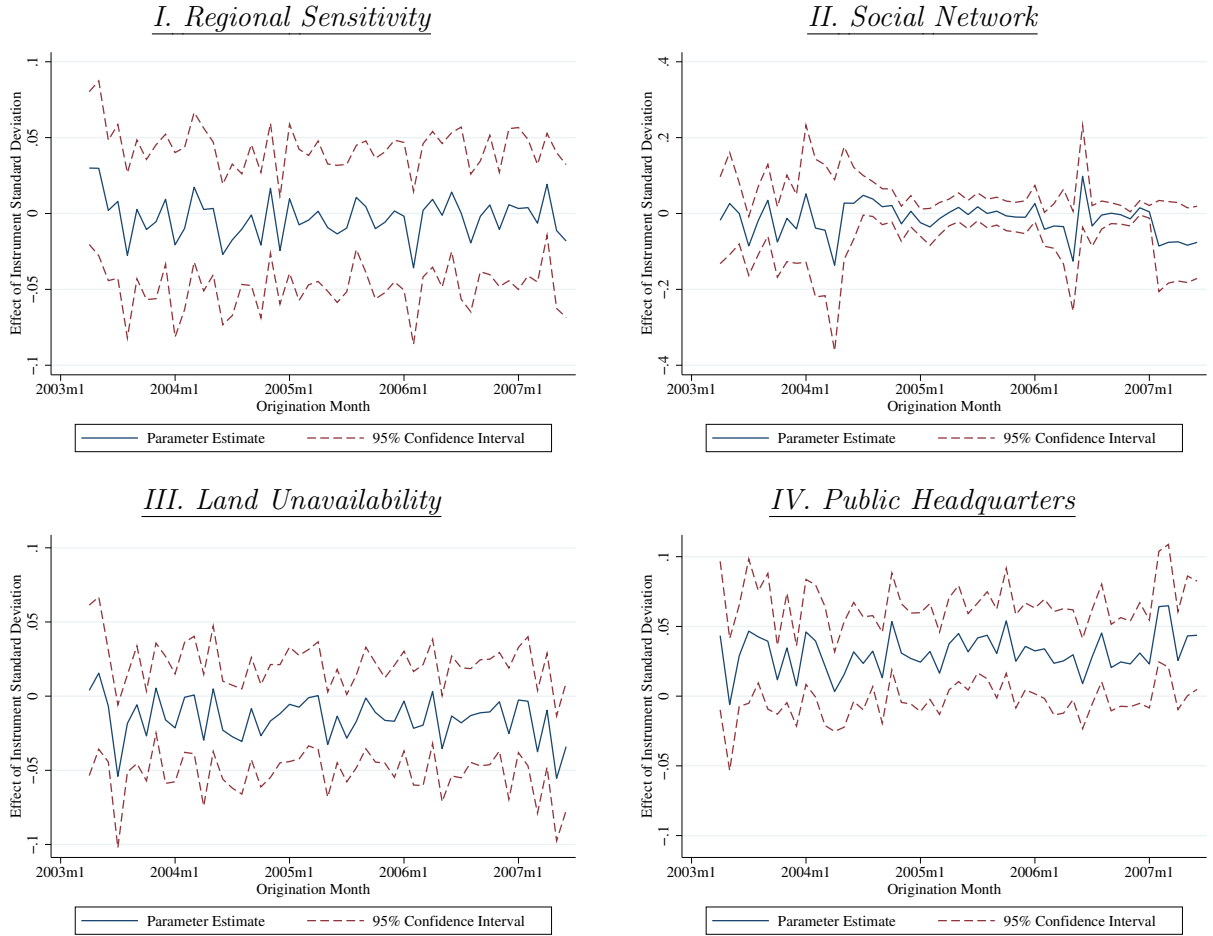 I. Regional Sensitivity
Effect of Instrument Standard Deviation
.1
.05
0
-.05
-.1
2003m1 2004m1 2005m1 2006m1 2007m1
Origination Month
Parameter Estimate 95% Confidence Interval
II. Social Network
Effect of Instrument Standard Deviation
.4
.2
0
-.2
-.4
2003m1 2004m1 2005m1 2006m1 2007m1
Origination Month
Parameter Estimate 95% Confidence Interval
III. Land Unavailability
Effect of Instrument Standard Deviation
.1
.05
0
-.05
-.1
2003m1 2004m1 2005m1 2006m1 2007m1
Origination Month
Parameter Estimate 95% Confidence Interval
IV. Public Headquarters
Effect of Instrument Standard Deviation
.1
.05
0
-.05
-.1
2003m1 2004m1 2005m1 2006m1 2007m1
Origination Month
Parameter Estimate 95% Confidence Interval